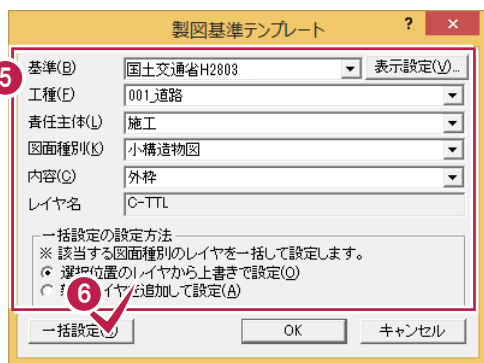 製図基準テンプレート ? ×
5
基準(B) 国土交通省H2803 表示設定(V)...
工種(F) 001_道路
責任主体(L) 施工
図面種別(K) 小構造物図
内容(C) 外枠
レイヤ名 C-TTL
一括設定の設定方法
※ 該当する図面種別のレイヤを一括して設定します。
選択位置のレイヤから上書きで設定(O)
を追加して設定(A)
6
一括設定 OK キャンセル